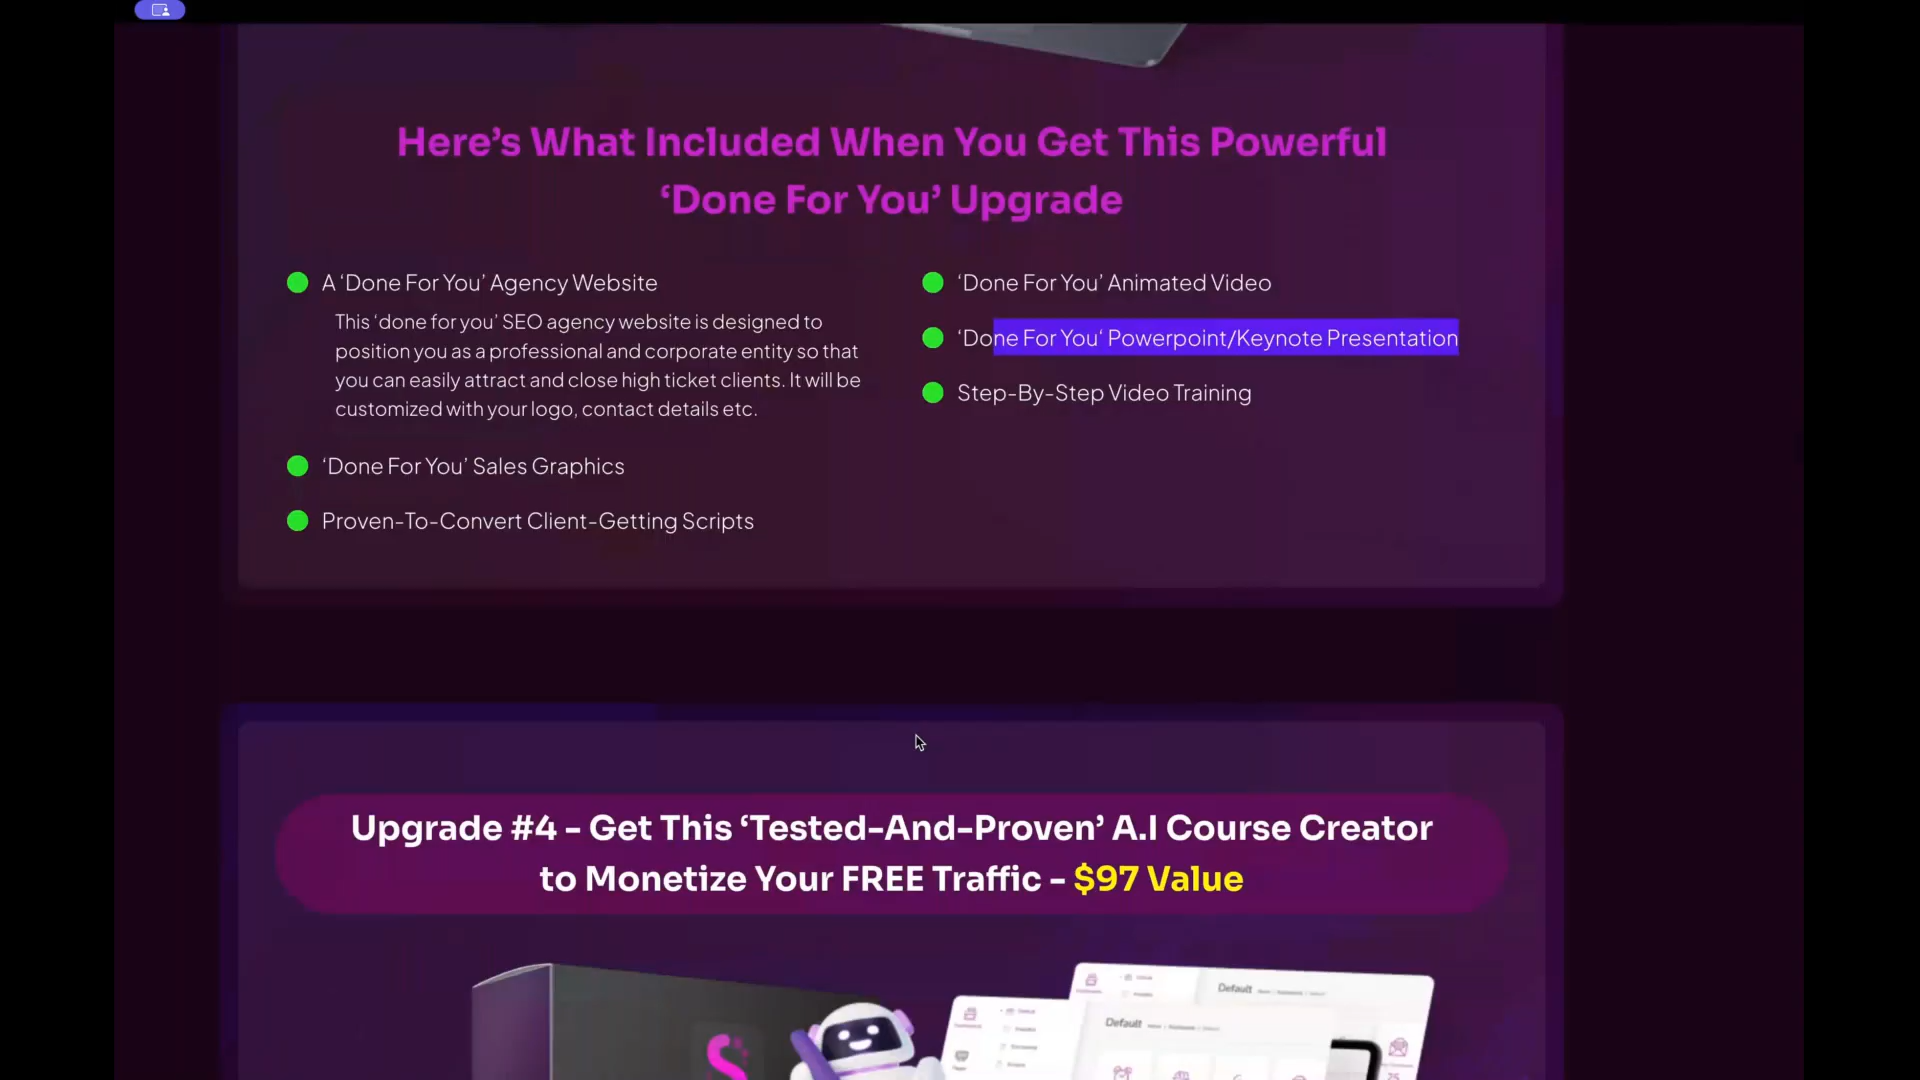 Here’s What Included When You Get This Powerful
‘Done For You’ Upgrade
A ‘Done For You’ Agency Website
This ‘done for you’ SEO agency website is designed to
position you as a professional and corporate entity so that
you can easily attract and close high ticket clients. It will be
customized with your logo, contact details etc.
‘Done For You’ Sales Graphics
Proven-To-Convert Client-Getting Scripts
‘Done For You’ Animated Video
‘Done For You‘ Powerpoint/Keynote Presentation
Step-By-Step Video Training
Upgrade #4 - Get This ‘Tested-And-Proven’ A.I Course Creator
to Monetize Your FREE Traffic - $97 Value
Default
Default
25